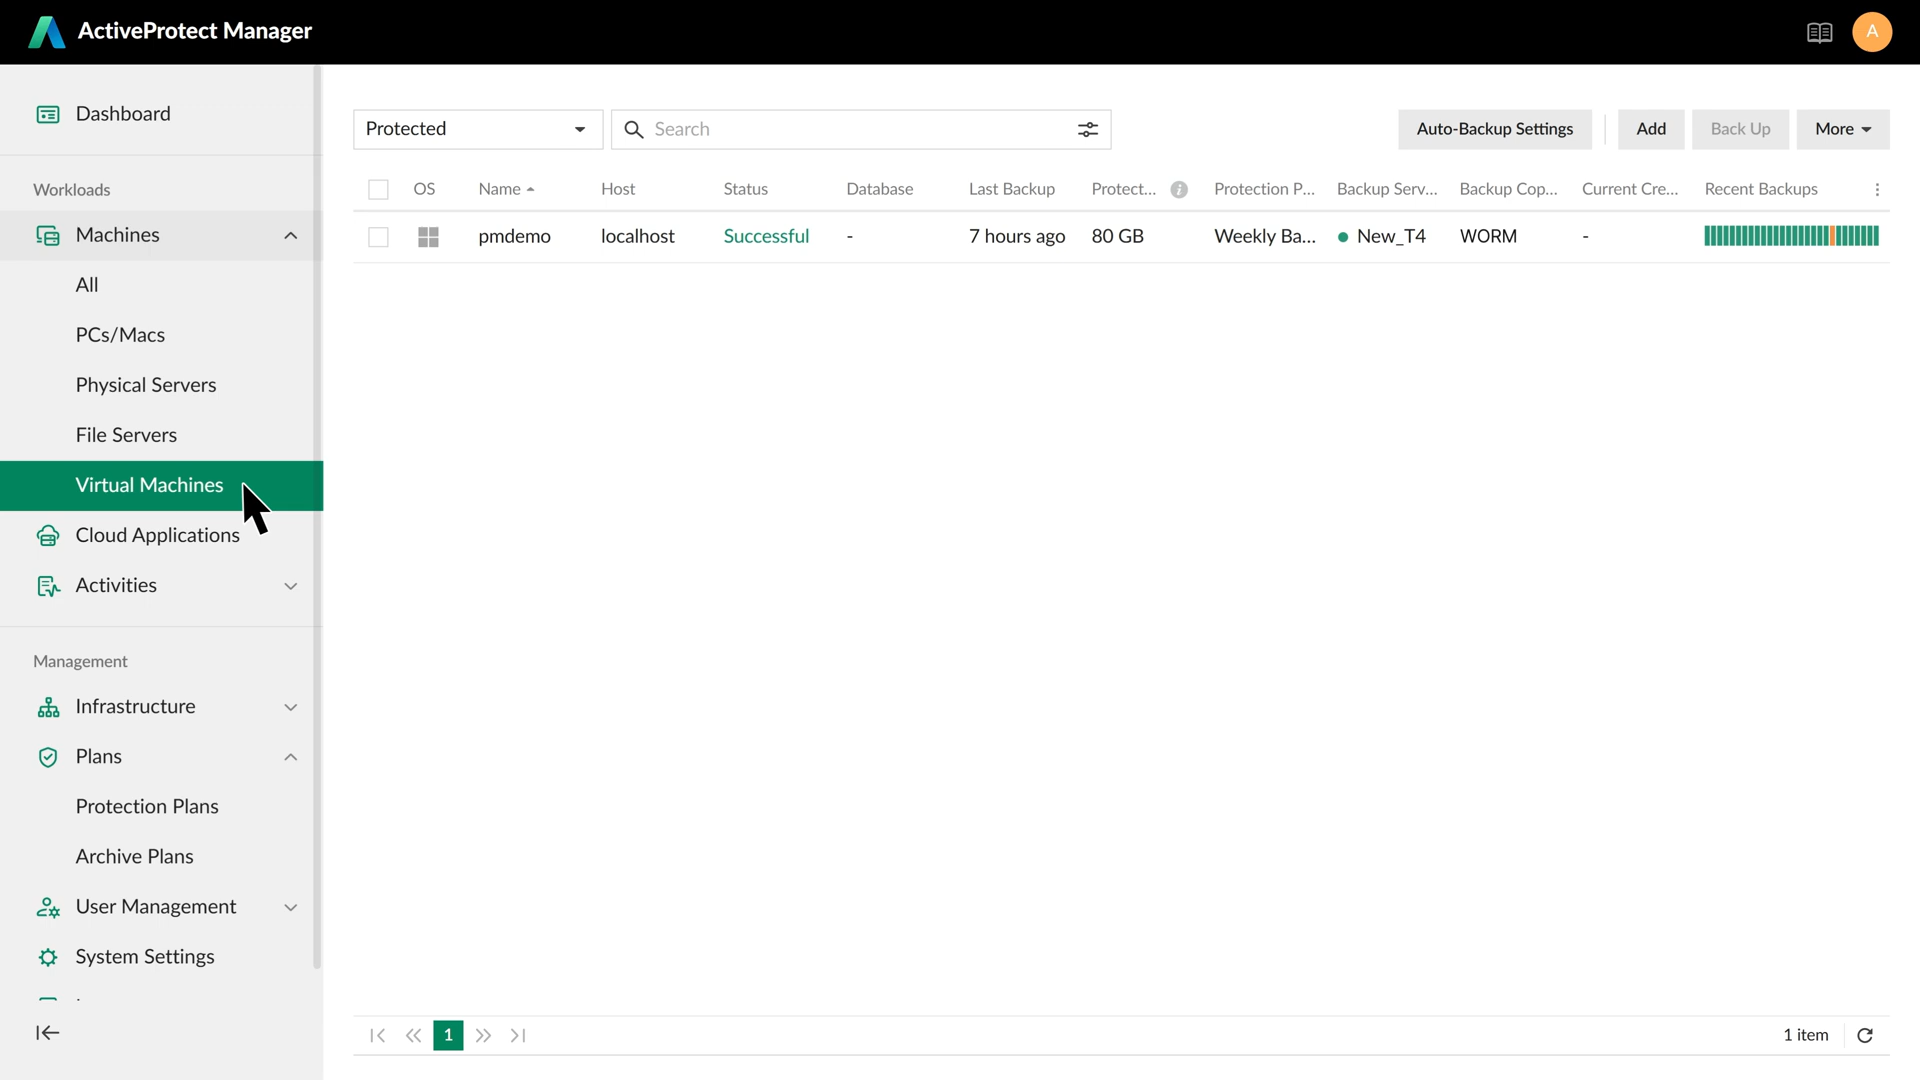 ActiveProtect Manager
A
Dashboard
Workloads
Machines
All
PCs/Macs
Physical Servers
File Servers
Virtual Machines
Cloud Applications
Activities
Management
Infrastructure
Plans
Protection Plans
Archive Plans
User Management
System Settings
Protected
Search
Auto-Backup Settings
Add
Back Up
More
OS Name Host Status Database Last Backup Protect... Protection P... Backup Serv... Backup Cop... Current Cre... Recent Backups
pmdemo localhost Successful - 7 hours ago 80 GB Weekly Ba... New_T4 WORM -
1
1 item